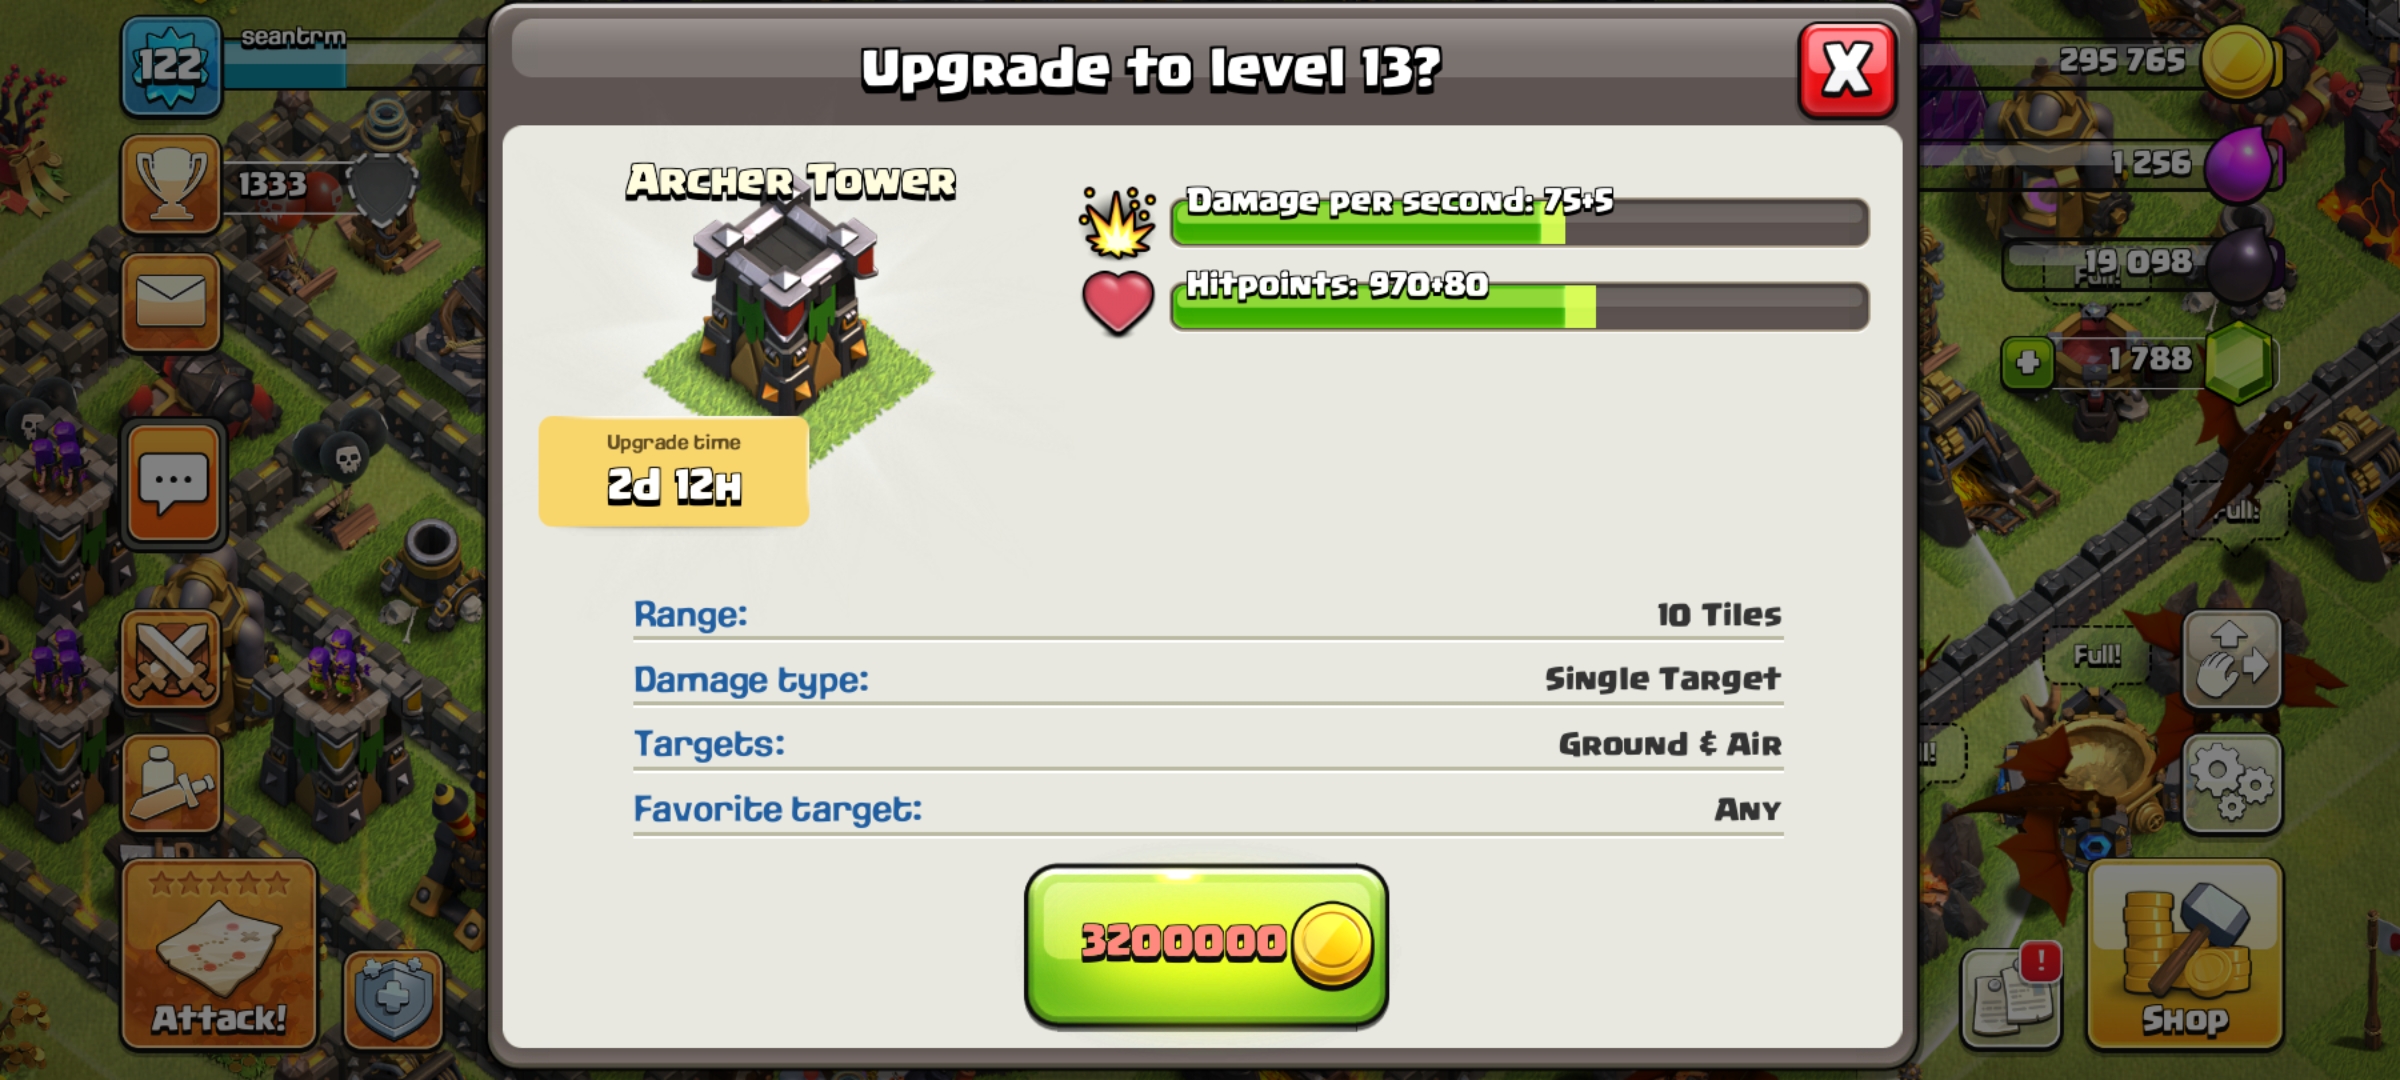 122
seantrm
1333
Upgrade to level 13?
X
295 765
1 256
19 098
Full!
1 788
Archer Tower
Damage per second: 75+5
Hitpoints: 970+80
Upgrade time
2d 12h
Range: 10 Tiles
Damage type: Single Target
Targets: Ground & Air
Favorite target: Any
3200000
Full!
Full!
Attack!
!
Shop